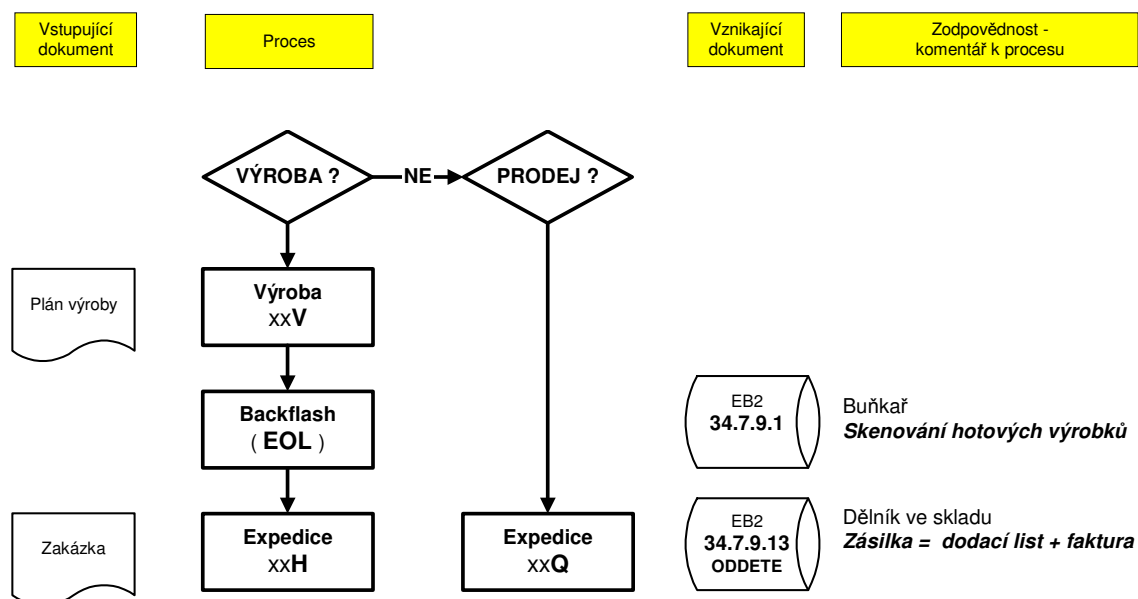 Vstupující
dokument
Proces
Vznikající
dokument
Zodpovědnost -
komentář k procesu
VÝROBA ?
NE
PRODEJ ?
Plán výroby
Výroba
xxV
Backflash
( EOL )
EB2
34.7.9.1
Buňkař
Skenování hotových výrobků
Zakázka
Expedice
xxH
Expedice
xxQ
EB2
34.7.9.13
ODDETE
Dělník ve skladu
Zásilka = dodací list + faktura